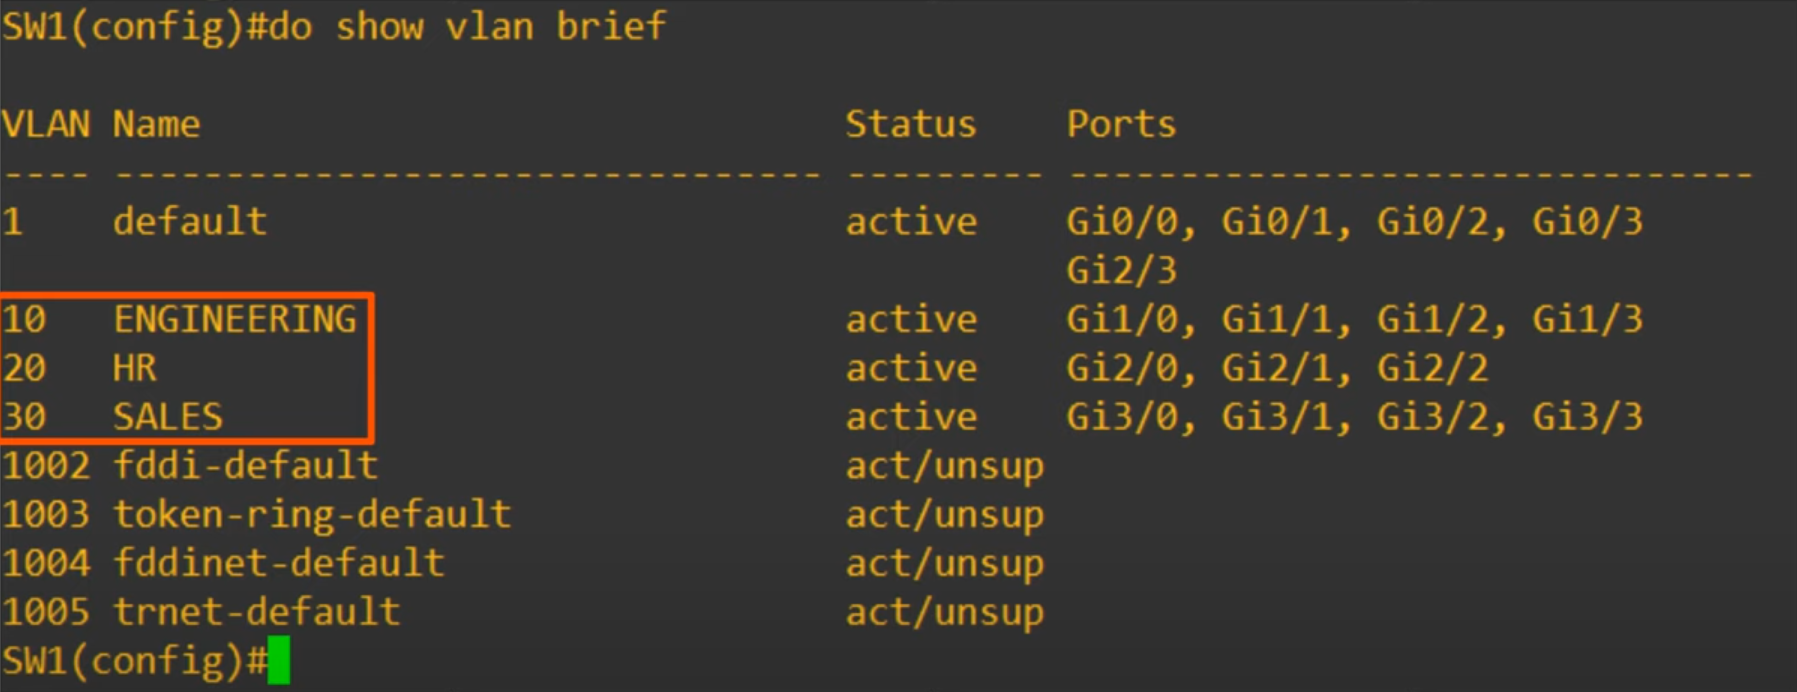 SW1(config)#do show vlan brief

VLAN Name                             Status    Ports
---- -------------------------------- --------- -------------------------------
1    default                          active    Gi0/0, Gi0/1, Gi0/2, Gi0/3
                                                Gi2/3
10   ENGINEERING                      active    Gi1/0, Gi1/1, Gi1/2, Gi1/3
20   HR                               active    Gi2/0, Gi2/1, Gi2/2
30   SALES                            active    Gi3/0, Gi3/1, Gi3/2, Gi3/3
1002 fddi-default                     act/unsup
1003 token-ring-default               act/unsup
1004 fddinet-default                  act/unsup
1005 trnet-default                    act/unsup
SW1(config)#